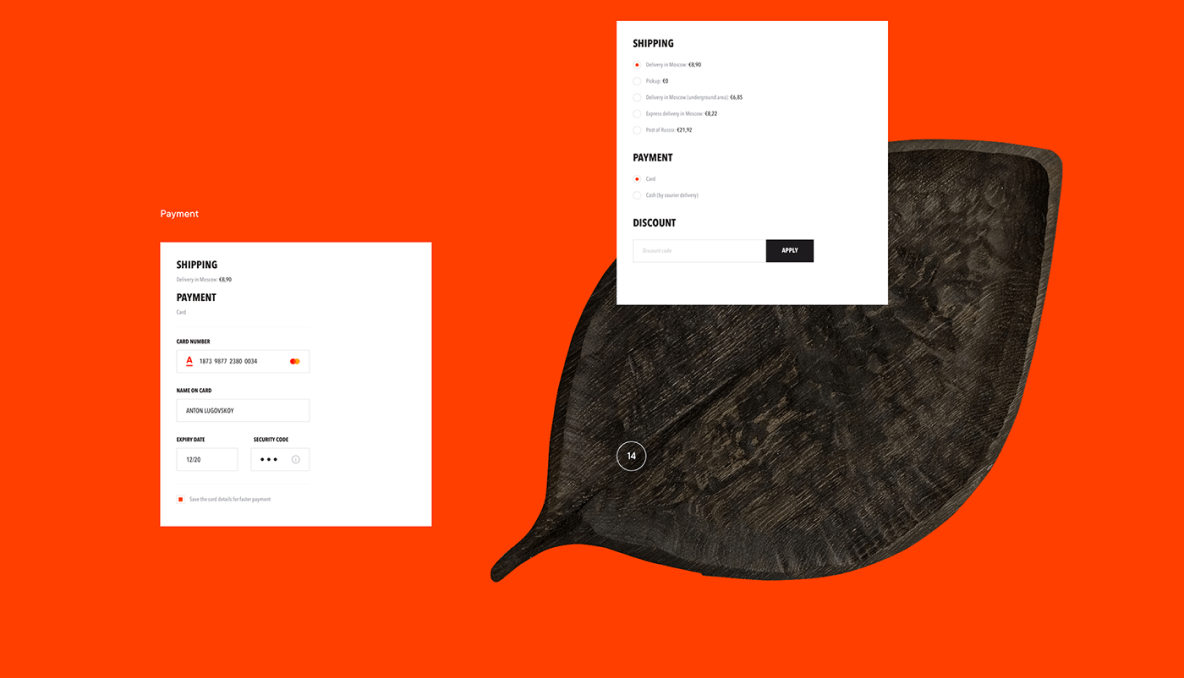 Payment
SHIPPING
Delivery in Moscow: €8,90
PAYMENT
Card
CARD NUMBER
A 1873 9877 2380 0034
NAME ON CARD
ANTON LUGOVSKOY
EXPIRY DATE SECURITY CODE
12/20
Save the card details for faster payment
SHIPPING
Delivery in Moscow: €8,90
Pickup: €0
Delivery in Moscow (underground area): €6,85
Express delivery in Moscow: €8,22
Post of Russia: €21,92
PAYMENT
Card
Cash (by courier delivery)
DISCOUNT
Discount code APPLY
14